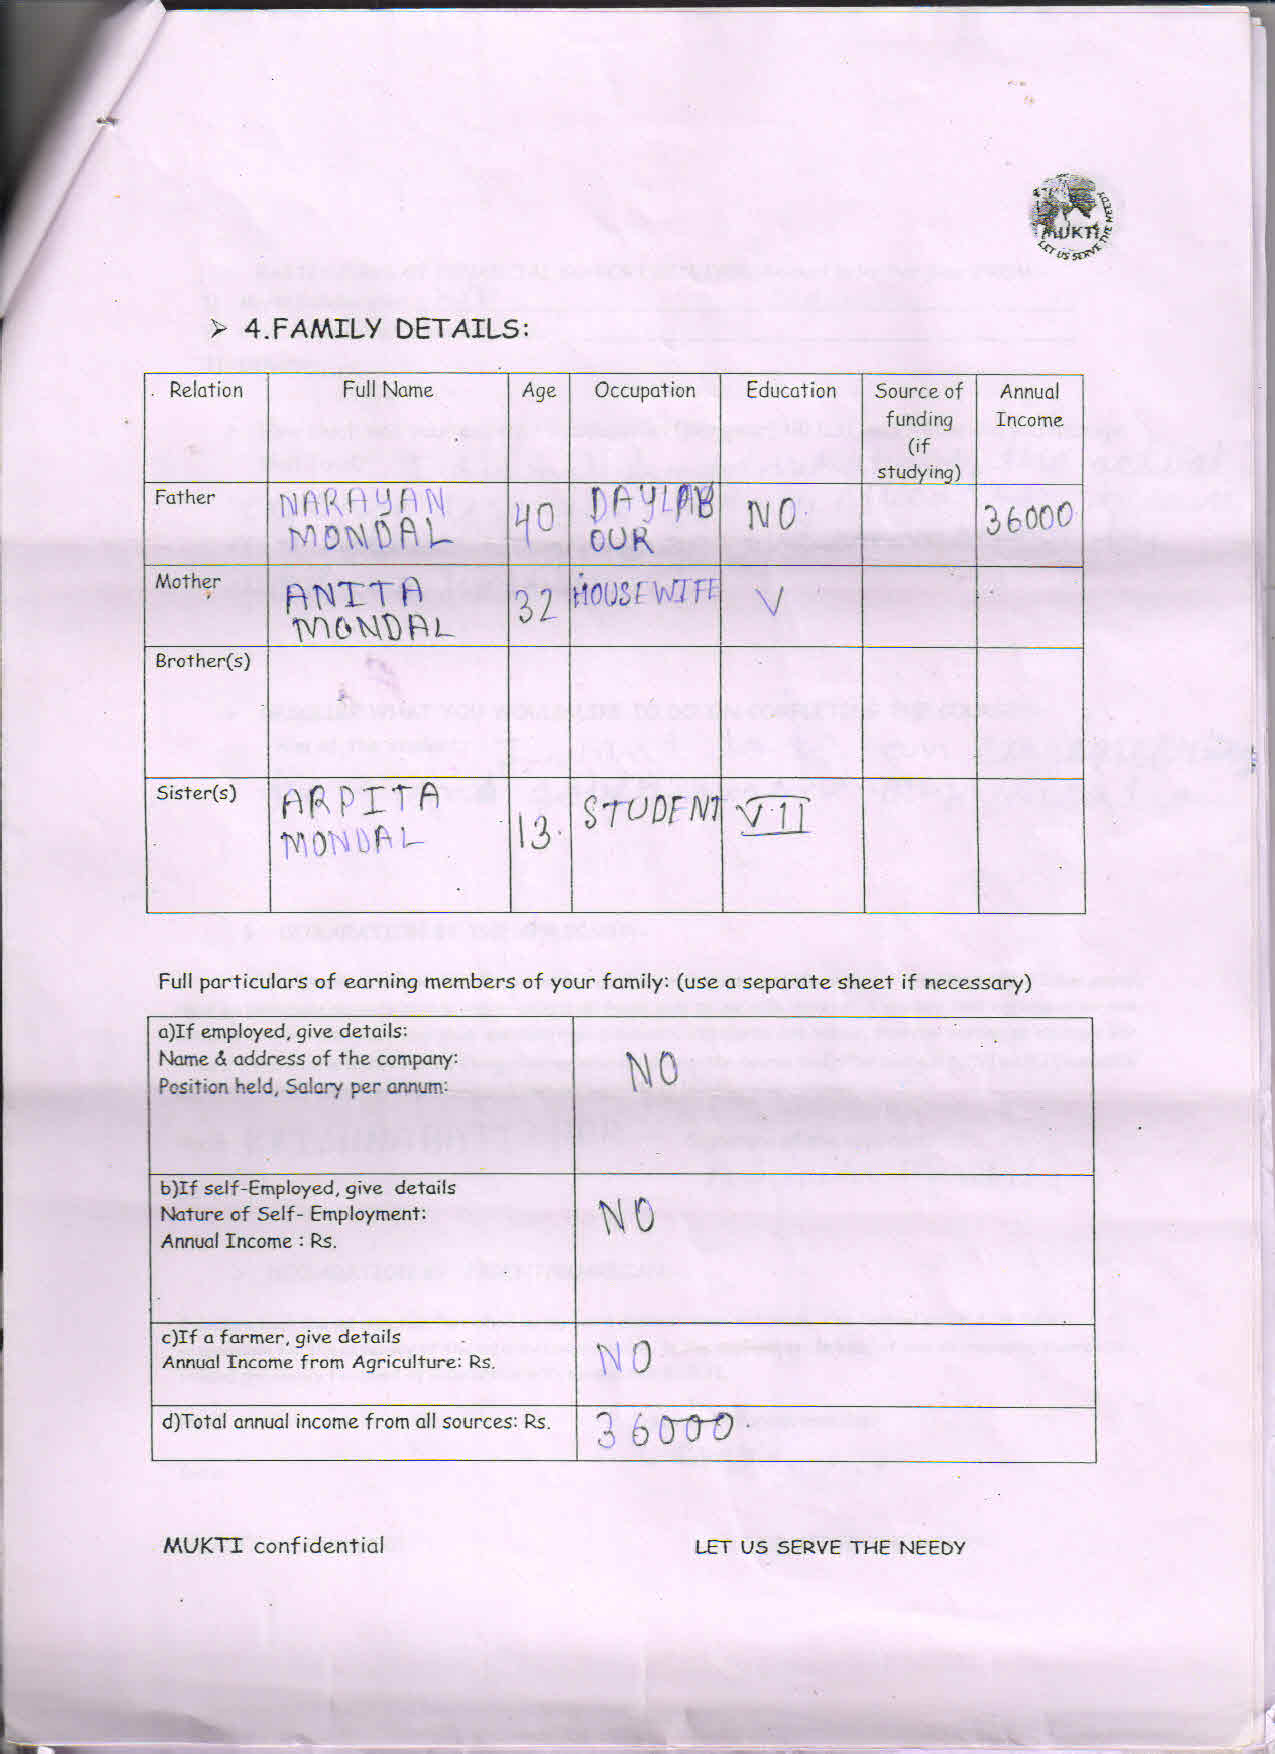 MUKTI
LET US SERVE THE NEEDY
➢ 4.FAMILY DETAILS:
Relation Full Name Age Occupation Education Source of funding (if studying) Annual Income
Father NARAYAN MONDAL 40 DAYLAB OUR NO. 36000
Mother ANITA MONDAL 32 HOUSEWIFE V
Brother(s)
Sister(s) ARPITA MONDAL 13. STUDENT VII
Full particulars of earning members of your family: (use a separate sheet if necessary)
a)If employed, give details:
Name & address of the company: NO
Position held, Salary per annum:
b)If self-Employed, give details
Nature of Self- Employment: NO
Annual Income : Rs.
c)If a farmer, give details
Annual Income from Agriculture: Rs. NO
d)Total annual income from all sources: Rs. 36000.
MUKTI confidential LET US SERVE THE NEEDY